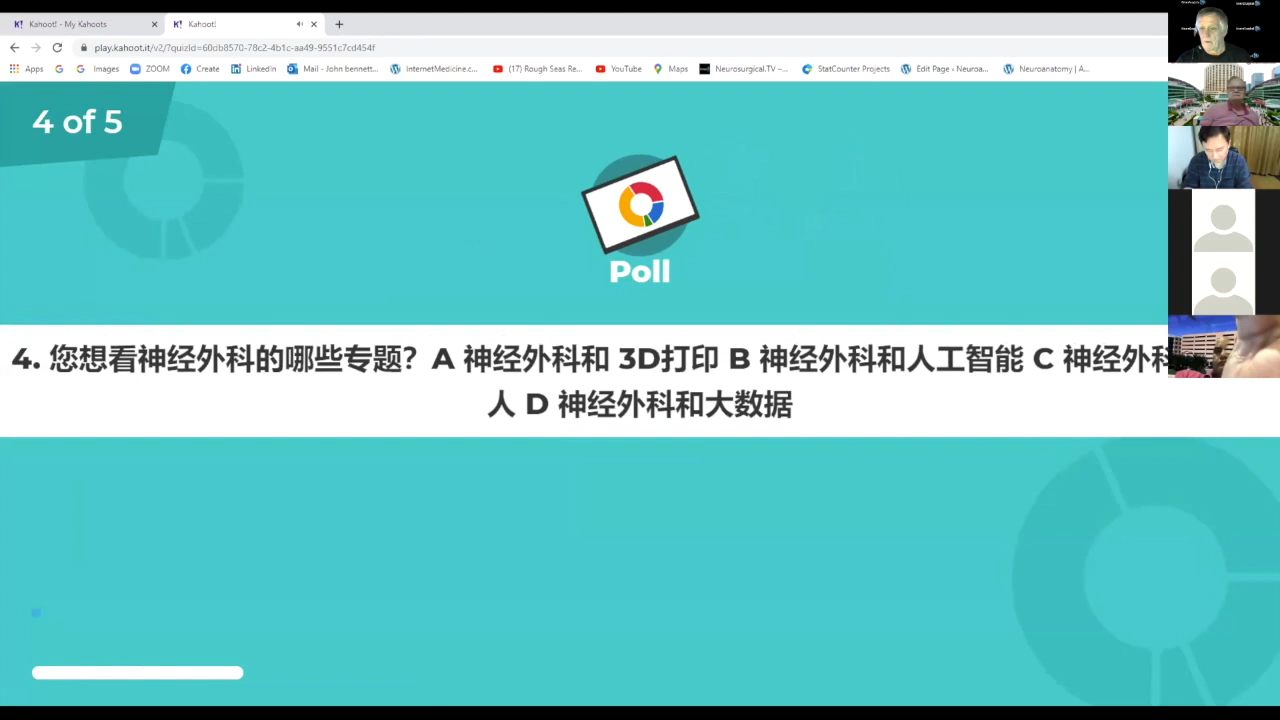 Kahoot! - My Kahoots
Kahoot!
play.kahoot.it/v2/?quizId=60db8570-78c2-4b1c-aa49-9551c7cd454f
Apps
Images
ZOOM
Create
LinkedIn
Mail - John bennett...
InternetMedicine.c...
(17) Rough Seas Re...
YouTube
Maps
Neurosurgical.TV –...
StatCounter Projects
Edit Page ‹ Neuroa...
Neuroanatomy | A...
4 of 5
Poll
4. 您想看神经外科的哪些专题？A 神经外科和 3D打印 B 神经外科和人工智能 C 神经外科
人 D 神经外科和大数据